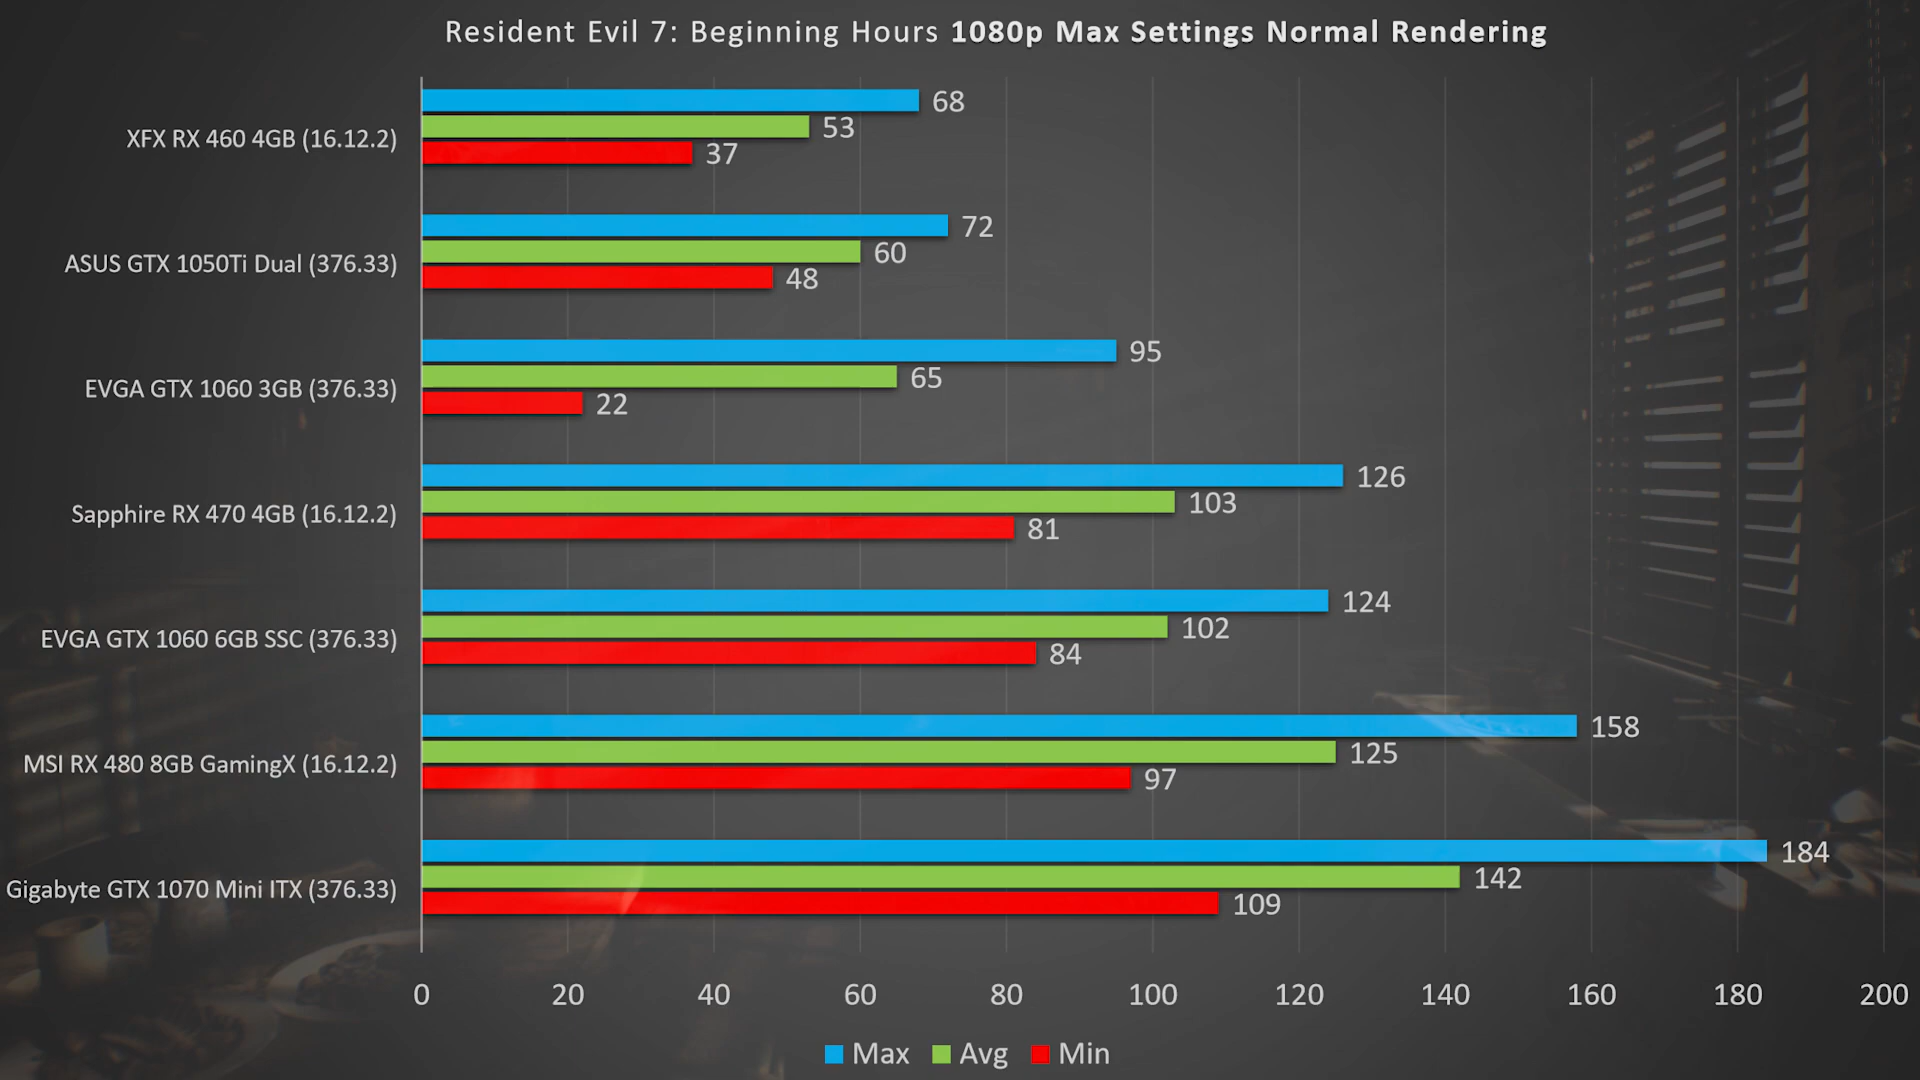 Resident Evil 7: Beginning Hours 1080p Max Settings Normal Rendering
XFX RX 460 4GB (16.12.2)
68
53
37
ASUS GTX 1050Ti Dual (376.33)
72
60
48
EVGA GTX 1060 3GB (376.33)
95
65
22
Sapphire RX 470 4GB (16.12.2)
126
103
81
EVGA GTX 1060 6GB SSC (376.33)
124
102
84
MSI RX 480 8GB GamingX (16.12.2)
158
125
97
Gigabyte GTX 1070 Mini ITX (376.33)
184
142
109
0 20 40 60 80 100 120 140 160 180 200
Max Avg Min